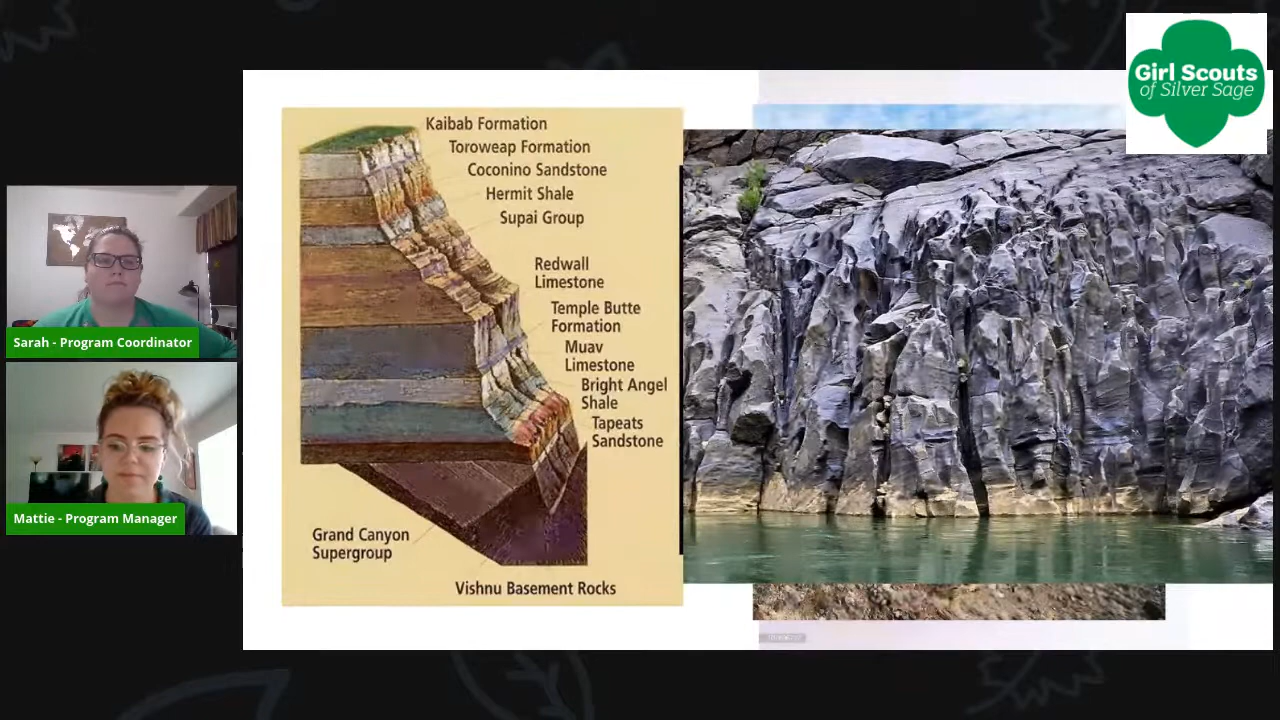 Girl Scouts
of Silver Sage
Kaibab Formation
Toroweap Formation
Coconino Sandstone
Hermit Shale
Supai Group
Redwall
Limestone
Temple Butte
Formation
Muav
Limestone
Bright Angel
Shale
Tapeats
Sandstone
Grand Canyon
Supergroup
Vishnu Basement Rocks
Sarah - Program Coordinator
Mattie - Program Manager